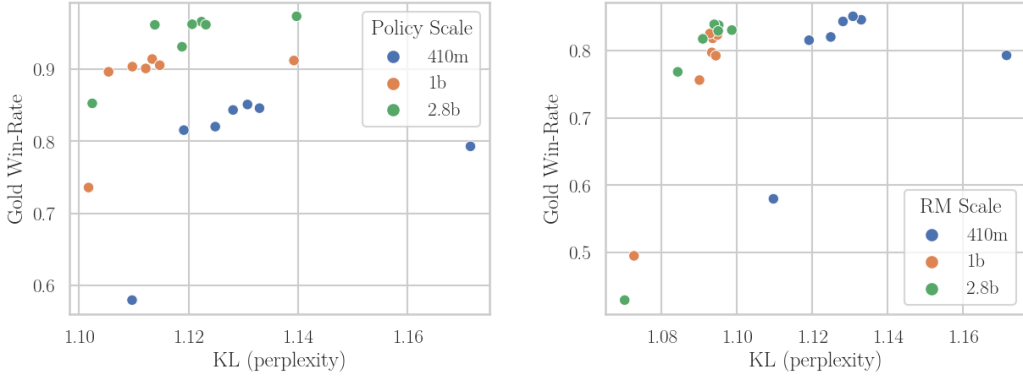 Gold Win-Rate
0.9
0.8
0.7
0.6
1.10
1.12
1.14
1.16
KL (perplexity)
Policy Scale
410m
1b
2.8b
Gold Win-Rate
0.8
0.7
0.6
0.5
1.08
1.10
1.12
1.14
1.16
KL (perplexity)
RM Scale
410m
1b
2.8b